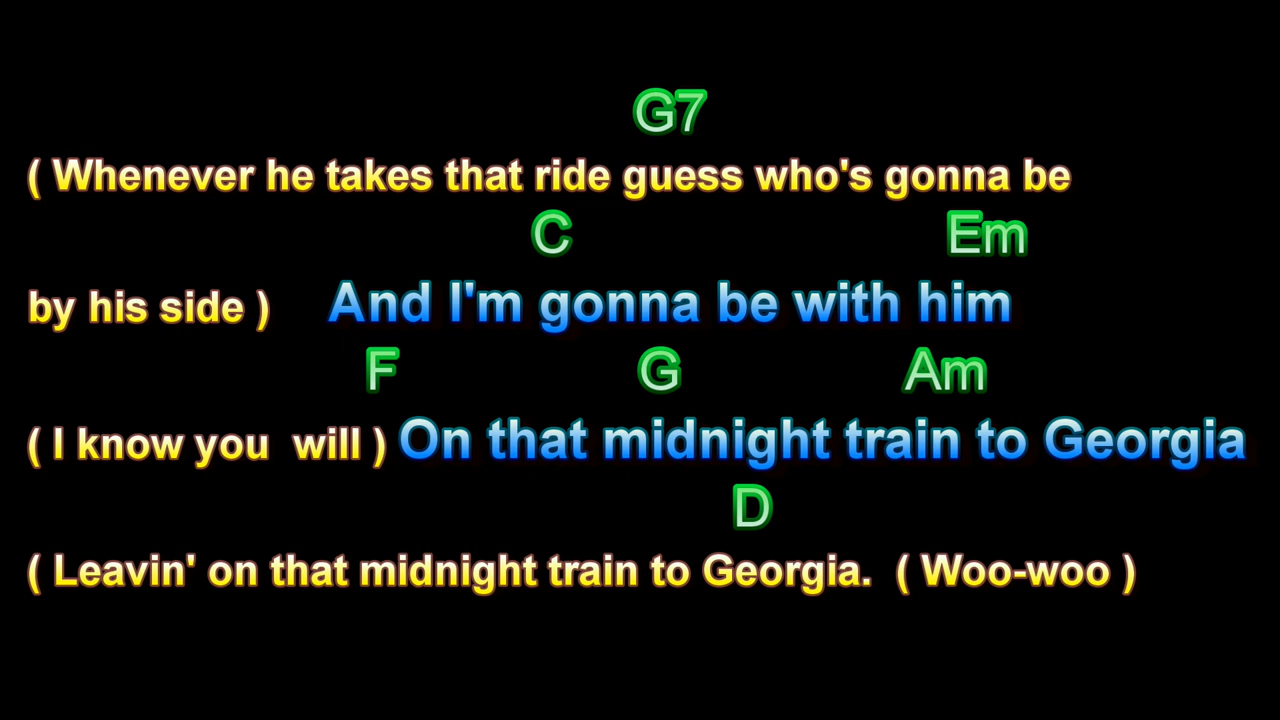 G7
( Whenever he takes that ride guess who's gonna be
C Em
by his side ) And I'm gonna be with him
F G Am
( I know you will ) On that midnight train to Georgia
D
( Leavin' on that midnight train to Georgia. ( Woo-woo )